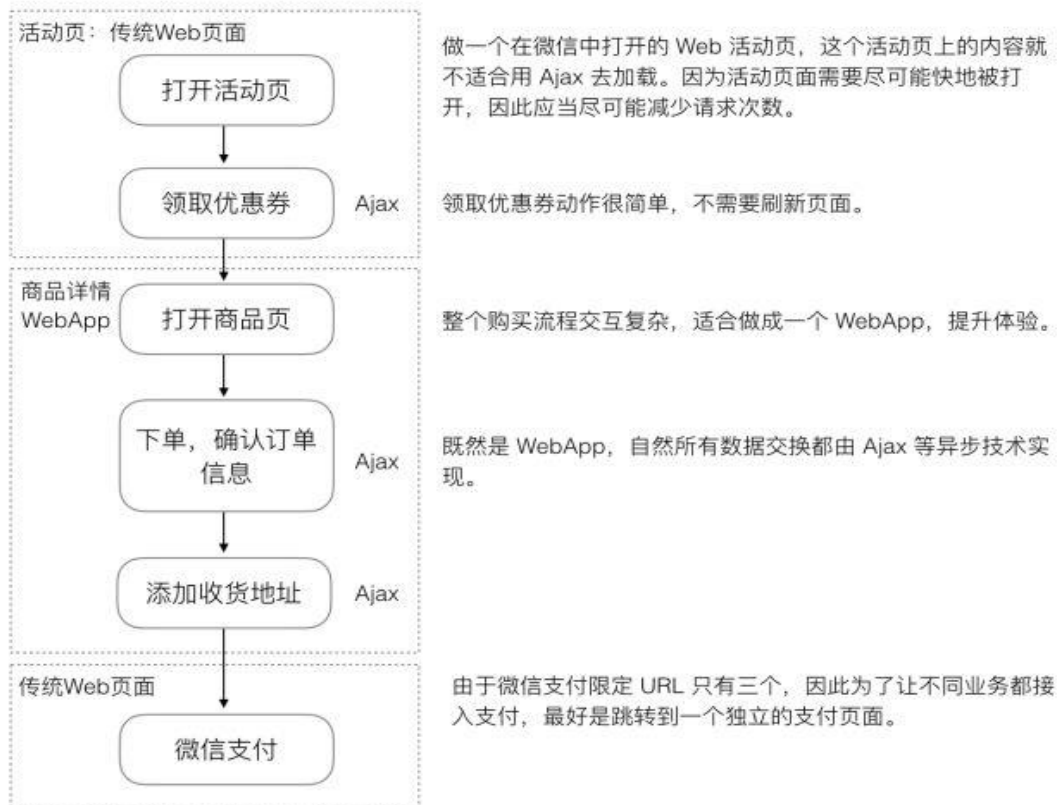 活动页：传统Web页面
打开活动页
做一个在微信中打开的 Web 活动页，这个活动页上的内容就
不适合用 Ajax 去加载。因为活动页面需要尽可能快地被打
开，因此应当尽可能减少请求次数。
领取优惠券
Ajax
领取优惠券动作很简单，不需要刷新页面。
商品详情
WebApp
打开商品页
整个购买流程交互复杂，适合做成一个 WebApp，提升体验。
下单，确认订单
信息
Ajax
既然是 WebApp，自然所有数据交换都由 Ajax 等异步技术实
现。
添加收货地址
Ajax
传统Web页面
微信支付
由于微信支付限定 URL 只有三个，因此为了让不同业务都接
入支付，最好是跳转到一个独立的支付页面。